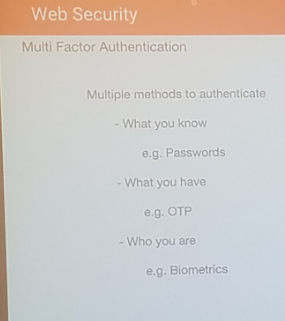 Web Security
Multi Factor Authentication
Multiple methods to authenticate
- What you know
e.g. Passwords
- What you have
e.g. OTP
- Who you are
e.g. Biometrics